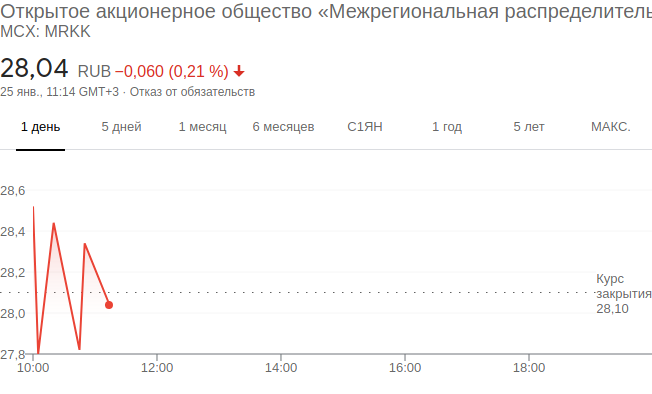 Открытое акционерное общество «Межрегиональная
MCX: MRKK
28,04 RUB −0,060 (0,21 %)
25 янв., 11:14 GMT+3 · Отказ от обязательств
1 день 5 дней 1 месяц 6 месяцев С1ЯН 1 год 5 лет МАКС.
28,6
28,4
28,2
Курс
закрытия
28,10
28,0
27,8
10:00 12:00 14:00 16:00 18:00